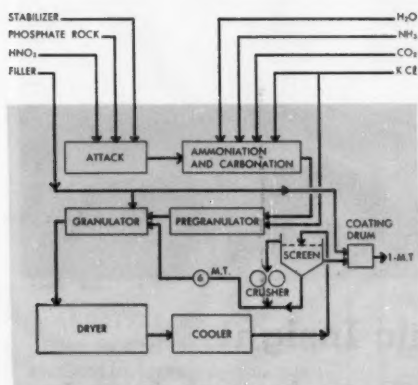 STABILIZER
PHOSPHATE ROCK
HNO3
FILLER
H2O
NH3
CO2
K Cℓ
ATTACK
AMMONIATION
AND CARBONATION
GRANULATOR
PREGRANULATOR
COATING
DRUM
SCREEN
1-M.T
6 M.T.
CRUSHER
DRYER
COOLER